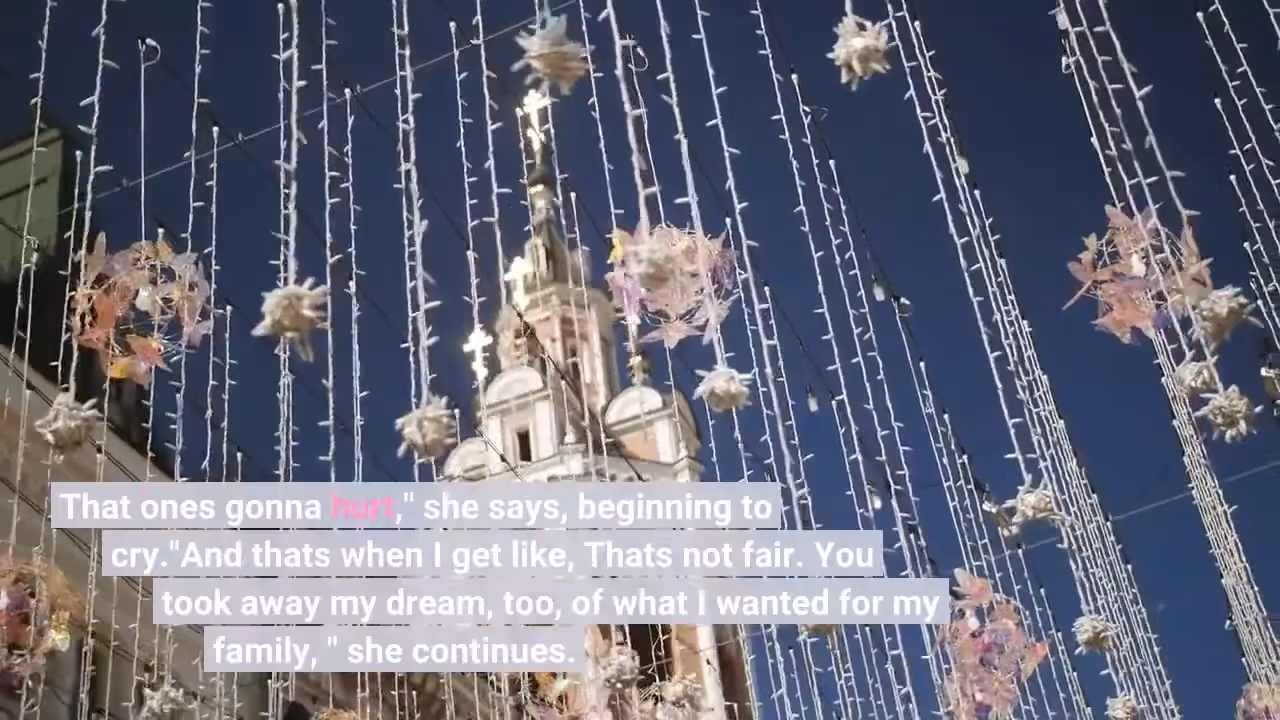 That ones gonna hurt," she says, beginning to
cry."And thats when I get like, Thats not fair. You
took away my dream, too, of what I wanted for my
family, " she continues.